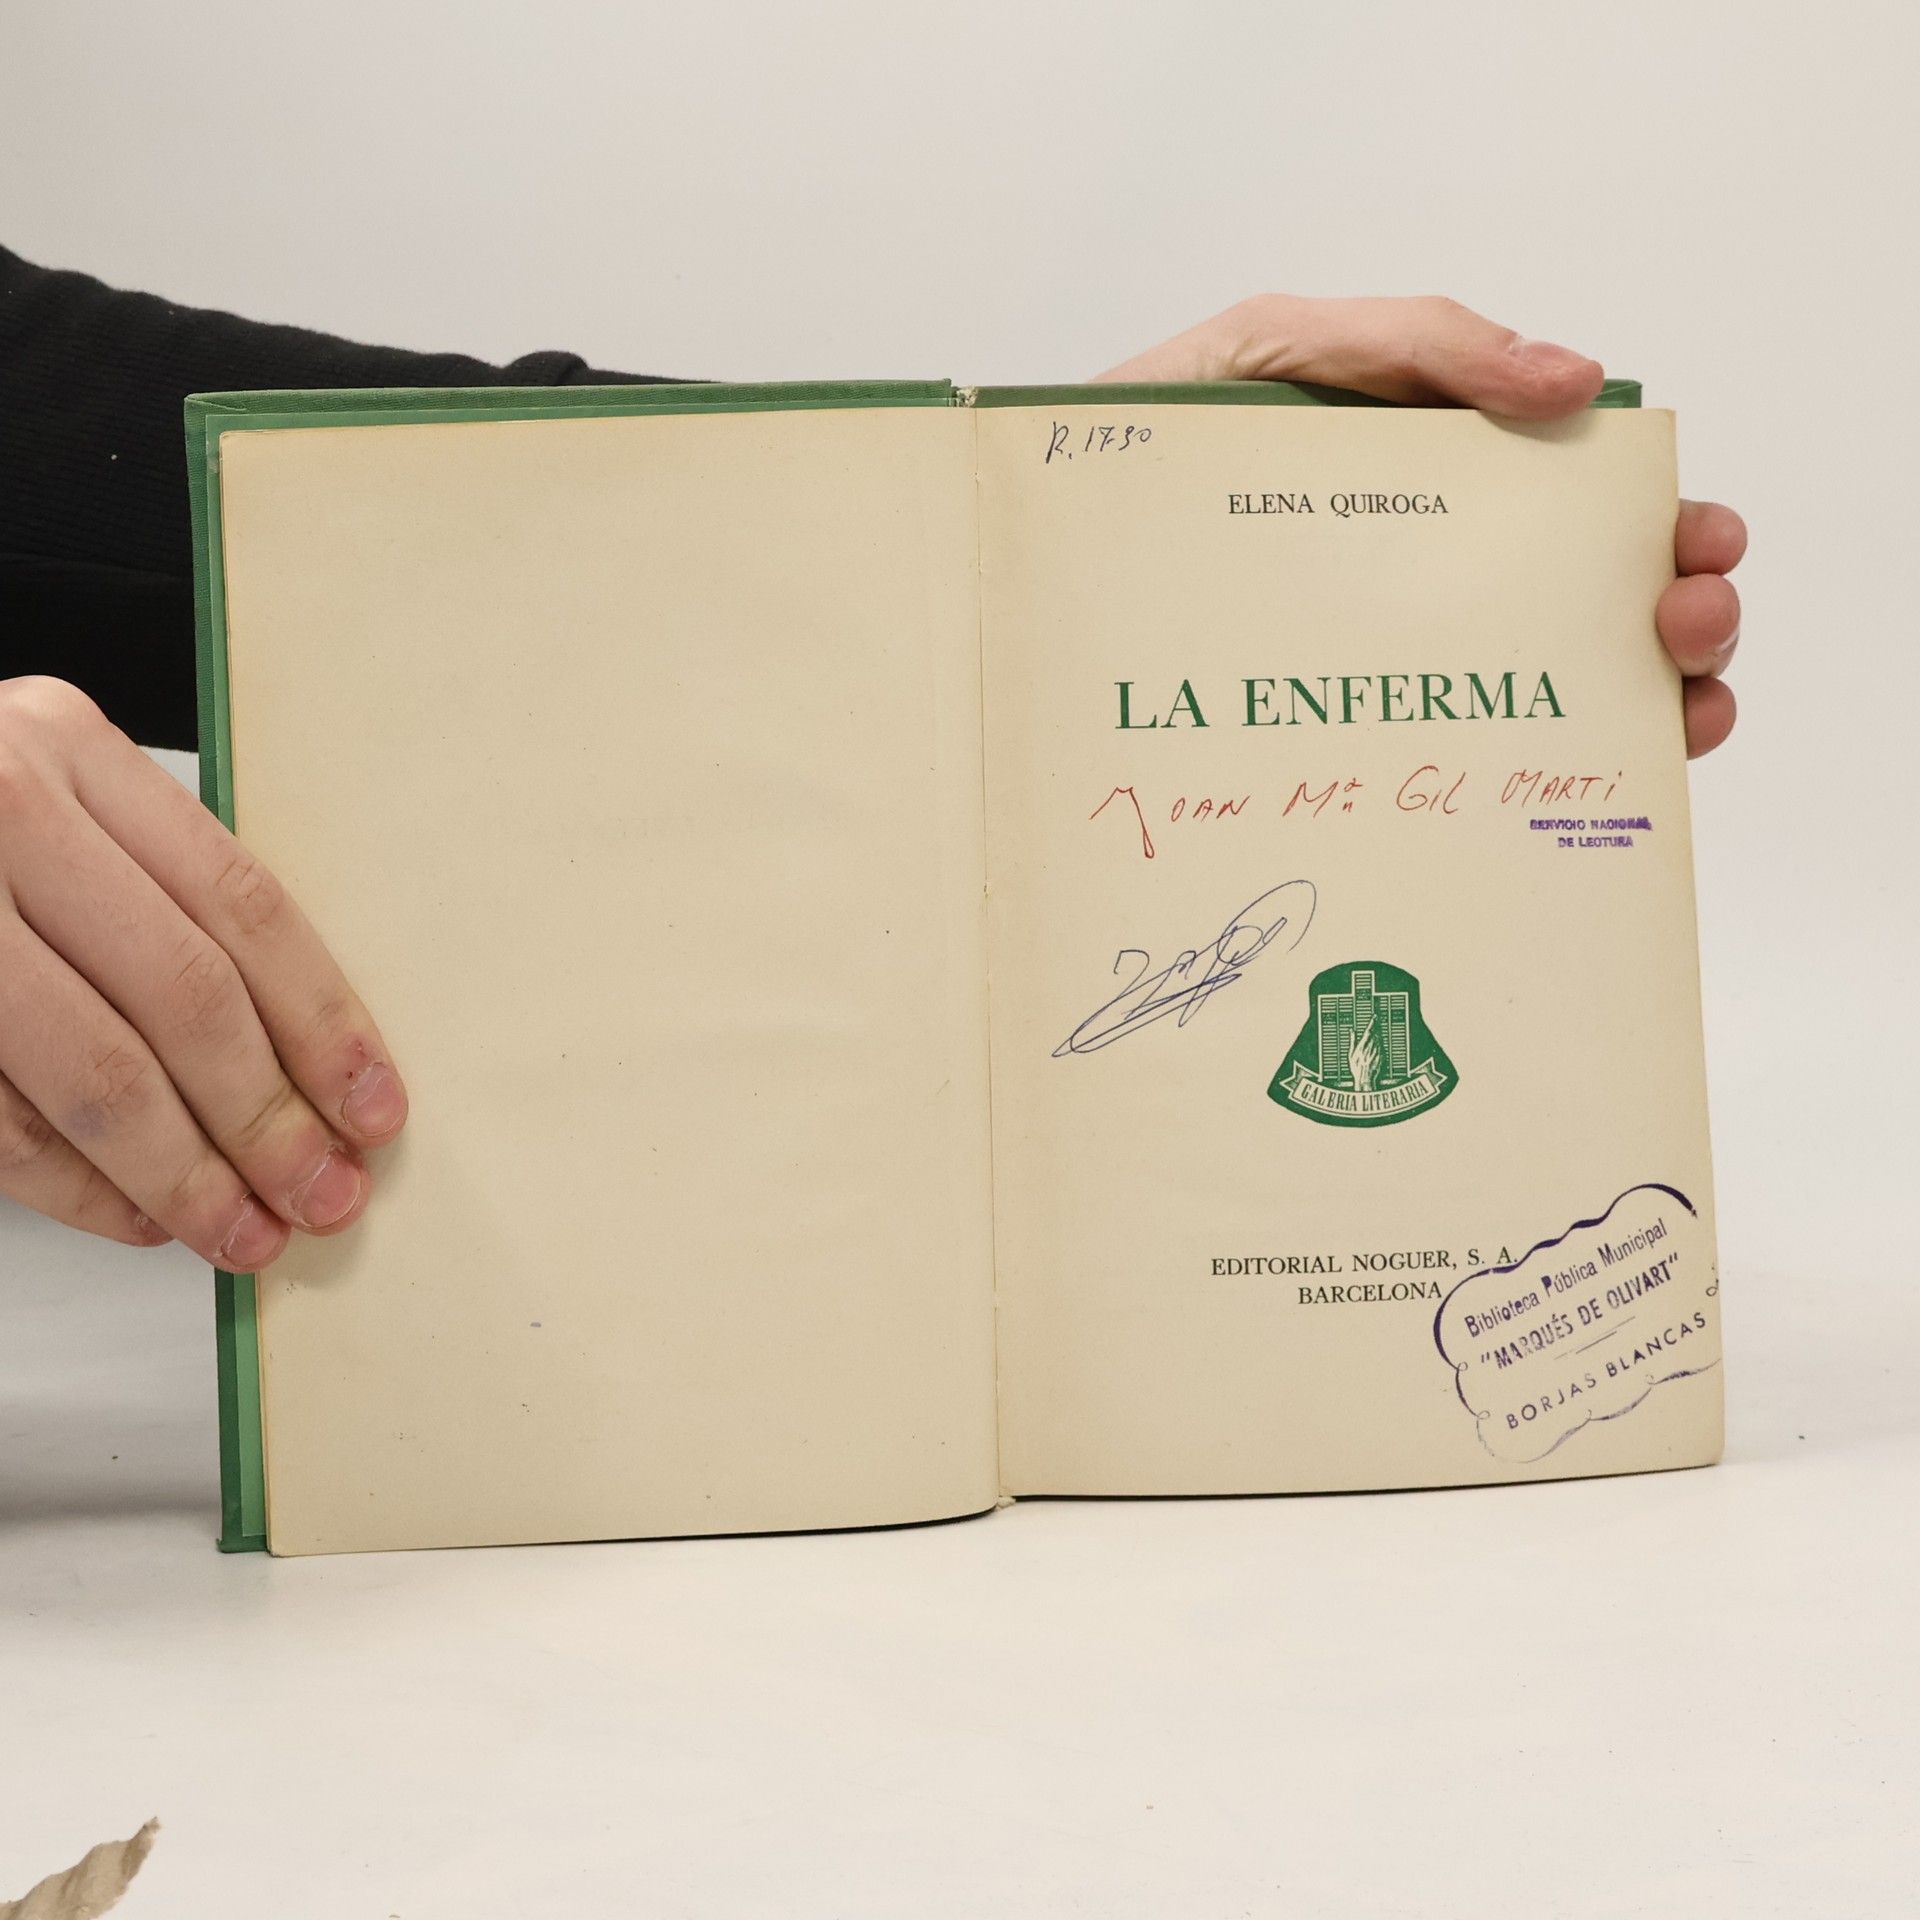 R. 1730
ELENA QUIROGA
LA ENFERMA
JOAN Mª GIL MARTI
SERVICIO NACIONAL
DE LECTURA
GALERIA LITERARIA
EDITORIAL NOGUER, S. A.
BARCELONA
Biblioteca Pública Municipal
"MARQUÉS DE OLIVART"
BORJAS BLANCAS